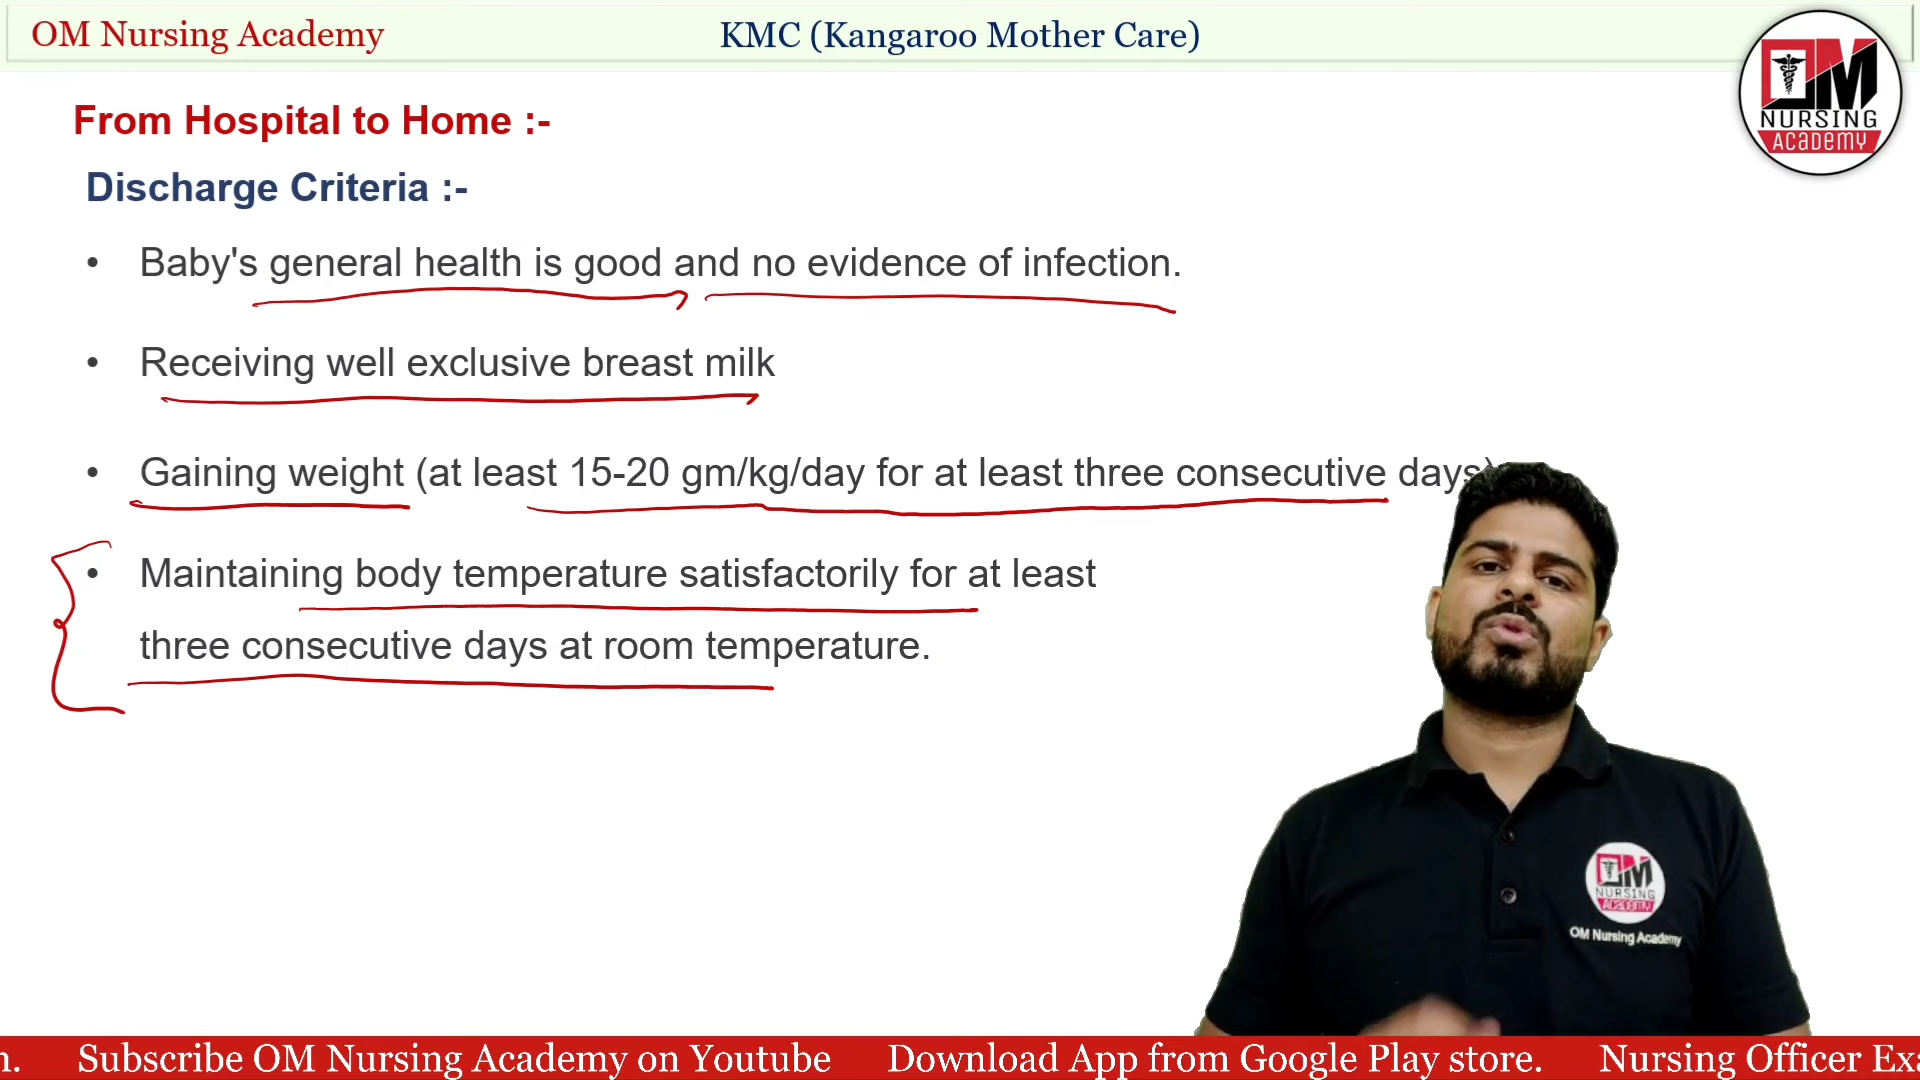 OM Nursing Academy
KMC (Kangaroo Mother Care)
OM
NURSING
ACADEMY
From Hospital to Home :-
Discharge Criteria :-
• Baby's general health is good and no evidence of infection.
• Receiving well exclusive breast milk
• Gaining weight (at least 15-20 gm/kg/day for at least three consecutive days)
• Maintaining body temperature satisfactorily for at least
three consecutive days at room temperature.
OM
NURSING
ACADEMY
OM Nursing Academy
Subscribe OM Nursing Academy on Youtube Download App from Google Play store. Nursing Officer